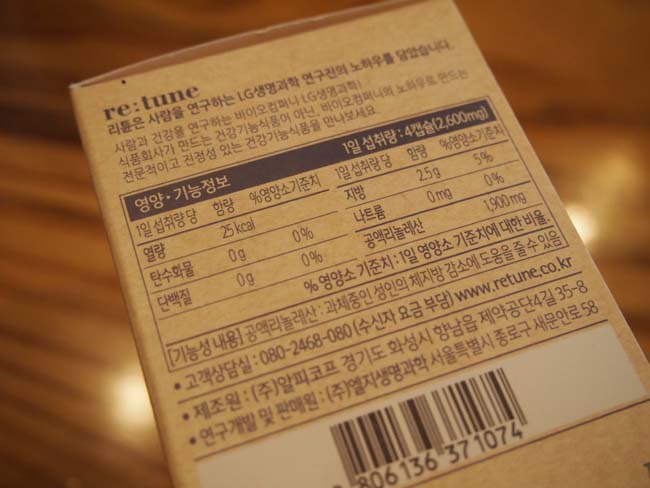 re:tune
리튠은 사람을 연구하는 LG생명과학 연구진의 노하우를 담았습니다.
사람과 건강을 연구하는 바이오컴퍼니 LG생명과학!
식품회사가 만드는 건강기능식품이 아닌, 바이오컴퍼니의 노하우로 만드는
전문적이고 진정성 있는 건강기능식품을 만나보세요.
영양·기능정보 1일 섭취량 : 4캡슐(2,600mg)
1일 섭취량당 함량 %영양소기준치 1일 섭취량당 함량 %영양소기준치
열량 25kcal 지방 2.5g 5%
탄수화물 0g 0% 나트륨 0mg 0%
단백질 0g 0% 공액리놀레산 1,900mg
% 영양소 기준치 : 1일 영양소 기준치에 대한 비율.
[기능성 내용] 공액리놀레산 : 과체중인 성인의 체지방 감소에 도움을 줄 수 있음
• 고객상담실 : 080-2468-080 (수신자 요금 부담) www.retune.co.kr
• 제조원 : (주)알피코프 경기도 화성시 향남읍 제약공단4길 35-8
• 연구개발 및 판매원 : (주)엘지생명과학 서울특별시 종로구 새문안로 58
806136 371074